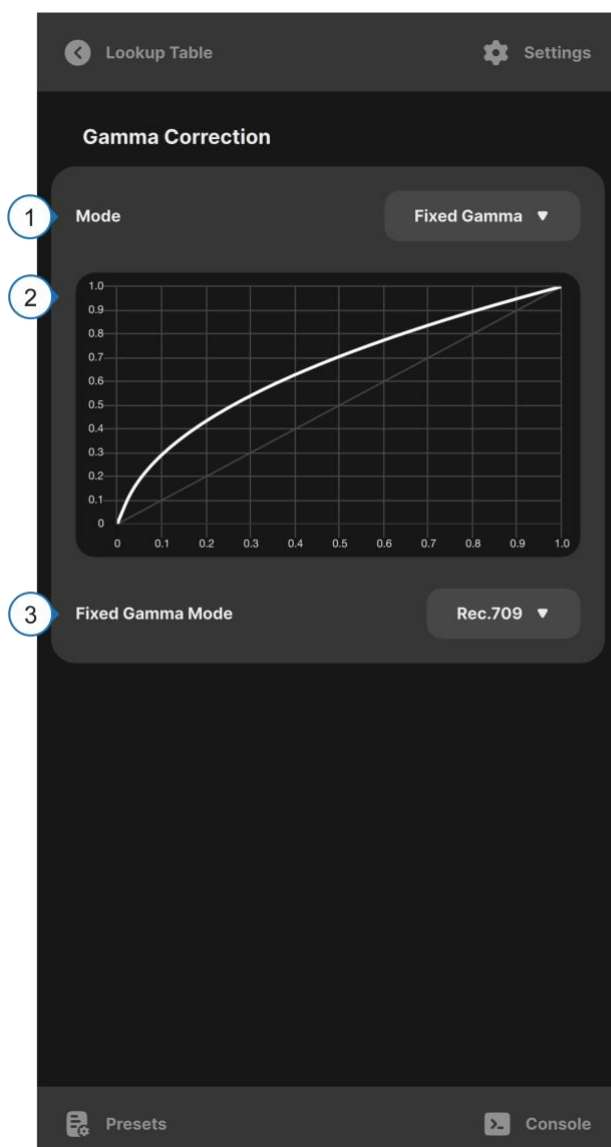 Lookup Table Settings
Gamma Correction
1 Mode Fixed Gamma
2
1.0
0.9
0.8
0.7
0.6
0.5
0.4
0.3
0.2
0.1
0
0 0.1 0.2 0.3 0.4 0.5 0.6 0.7 0.8 0.9 1.0
3 Fixed Gamma Mode Rec.709
Presets Console